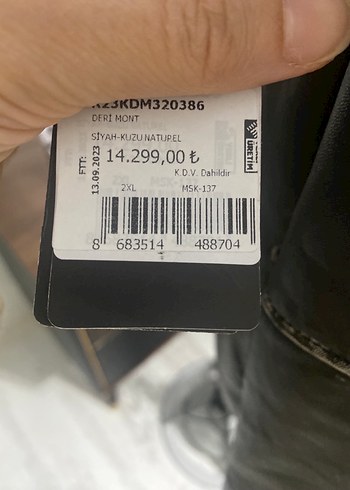 K23KDM320386
DERİ MONT
SİYAH-KUZU NATUREL
FTT:
13.09.2023
14.299,00 ₺
K.D.V. Dahildir
2XL MSK-137
ÜRETİM
8 683514 488704